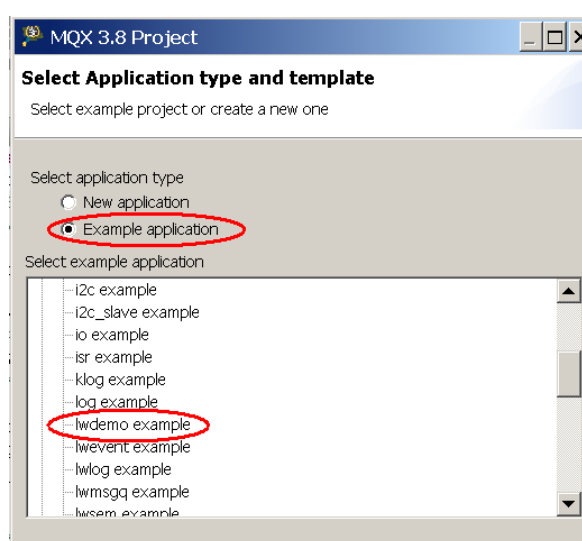 MQX 3.8 Project
Select Application type and template
Select example project or create a new one
Select application type
New application
Example application
Select example application
i2c example
i2c_slave example
io example
isr example
klog example
log example
lwdemo example
lwevent example
lwlog example
lwmsgq example
lwsem example